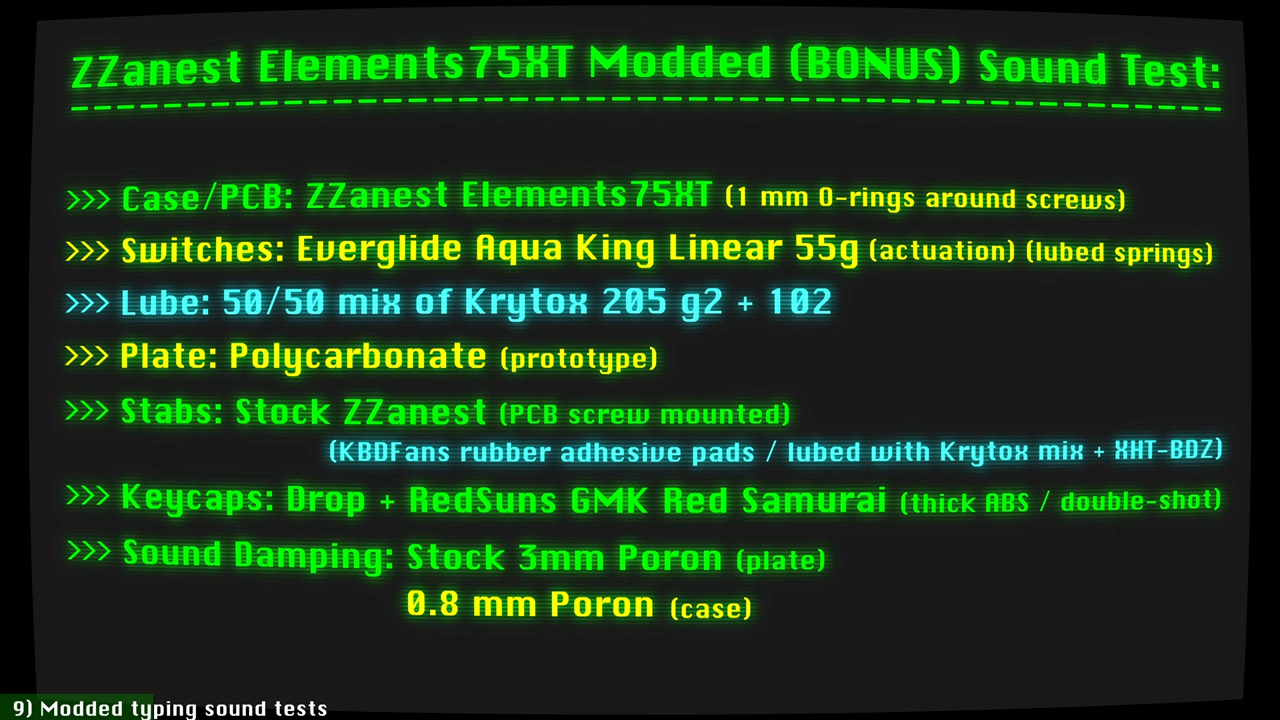 ZZanest Elements75XT Modded (BONUS) Sound Test:
>>> Case/PCB: ZZanest Elements75XT (1 mm O-rings around screws)
>>> Switches: Everglide Aqua King Linear 55g (actuation) (lubed springs)
>>> Lube: 50/50 mix of Krytox 205 g2 + 102
>>> Plate: Polycarbonate (prototype)
>>> Stabs: Stock ZZanest (PCB screw mounted)
(KBDFans rubber adhesive pads / lubed with Krytox mix + XHT-BDZ)
>>> Keycaps: Drop + RedSuns GMK Red Samurai (thick ABS / double-shot)
>>> Sound Damping: Stock 3mm Poron (plate)
0.8 mm Poron (case)
9) Modded typing sound tests